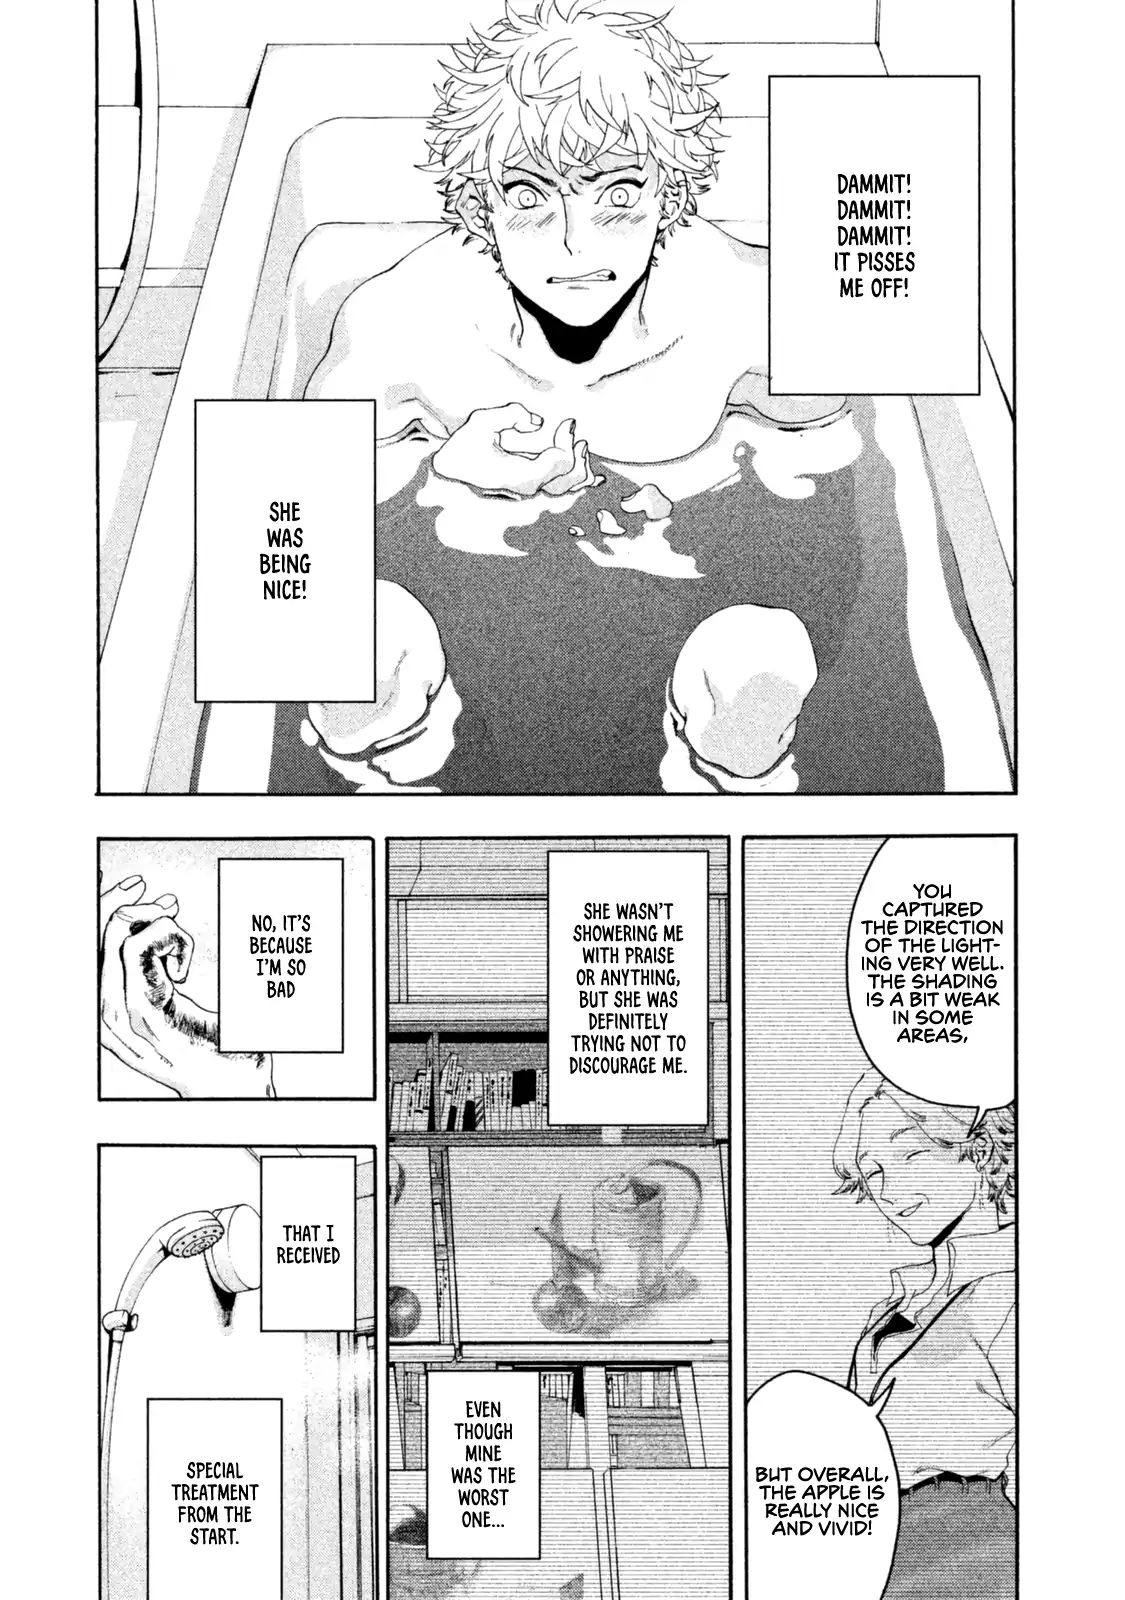 DAMMIT!
DAMMIT!
DAMMIT!
IT PISSES
ME OFF!
SHE
WAS
BEING
NICE!
YOU
CAPTURED
THE DIRECTION
OF THE LIGHT-
ING VERY WELL.
THE SHADING
IS A BIT WEAK
IN SOME
AREAS,
BUT OVERALL,
THE APPLE IS
REALLY NICE
AND VIVID!
SHE WASN'T
SHOWERING ME
WITH PRAISE
OR ANYTHING,
BUT SHE WAS
DEFINITELY
TRYING NOT TO
DISCOURAGE ME.
EVEN
THOUGH
MINE
WAS THE
WORST
ONE...
NO, IT'S
BECAUSE
I'M SO
BAD
THAT I
RECEIVED
SPECIAL
TREATMENT
FROM THE
START.